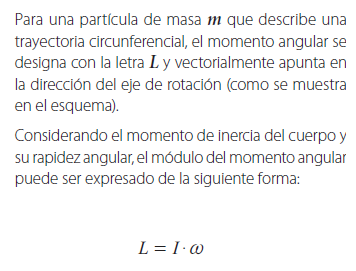 Para una partícula de masa m que describe una
trayectoria circunferencial, el momento angular se
designa con la letra L y vectorialmente apunta en
la dirección del eje de rotación (como se muestra
en el esquema).
Considerando el momento de inercia del cuerpo y
su rapidez angular, el módulo del momento angular
puede ser expresado de la siguiente forma:
L = I · ω